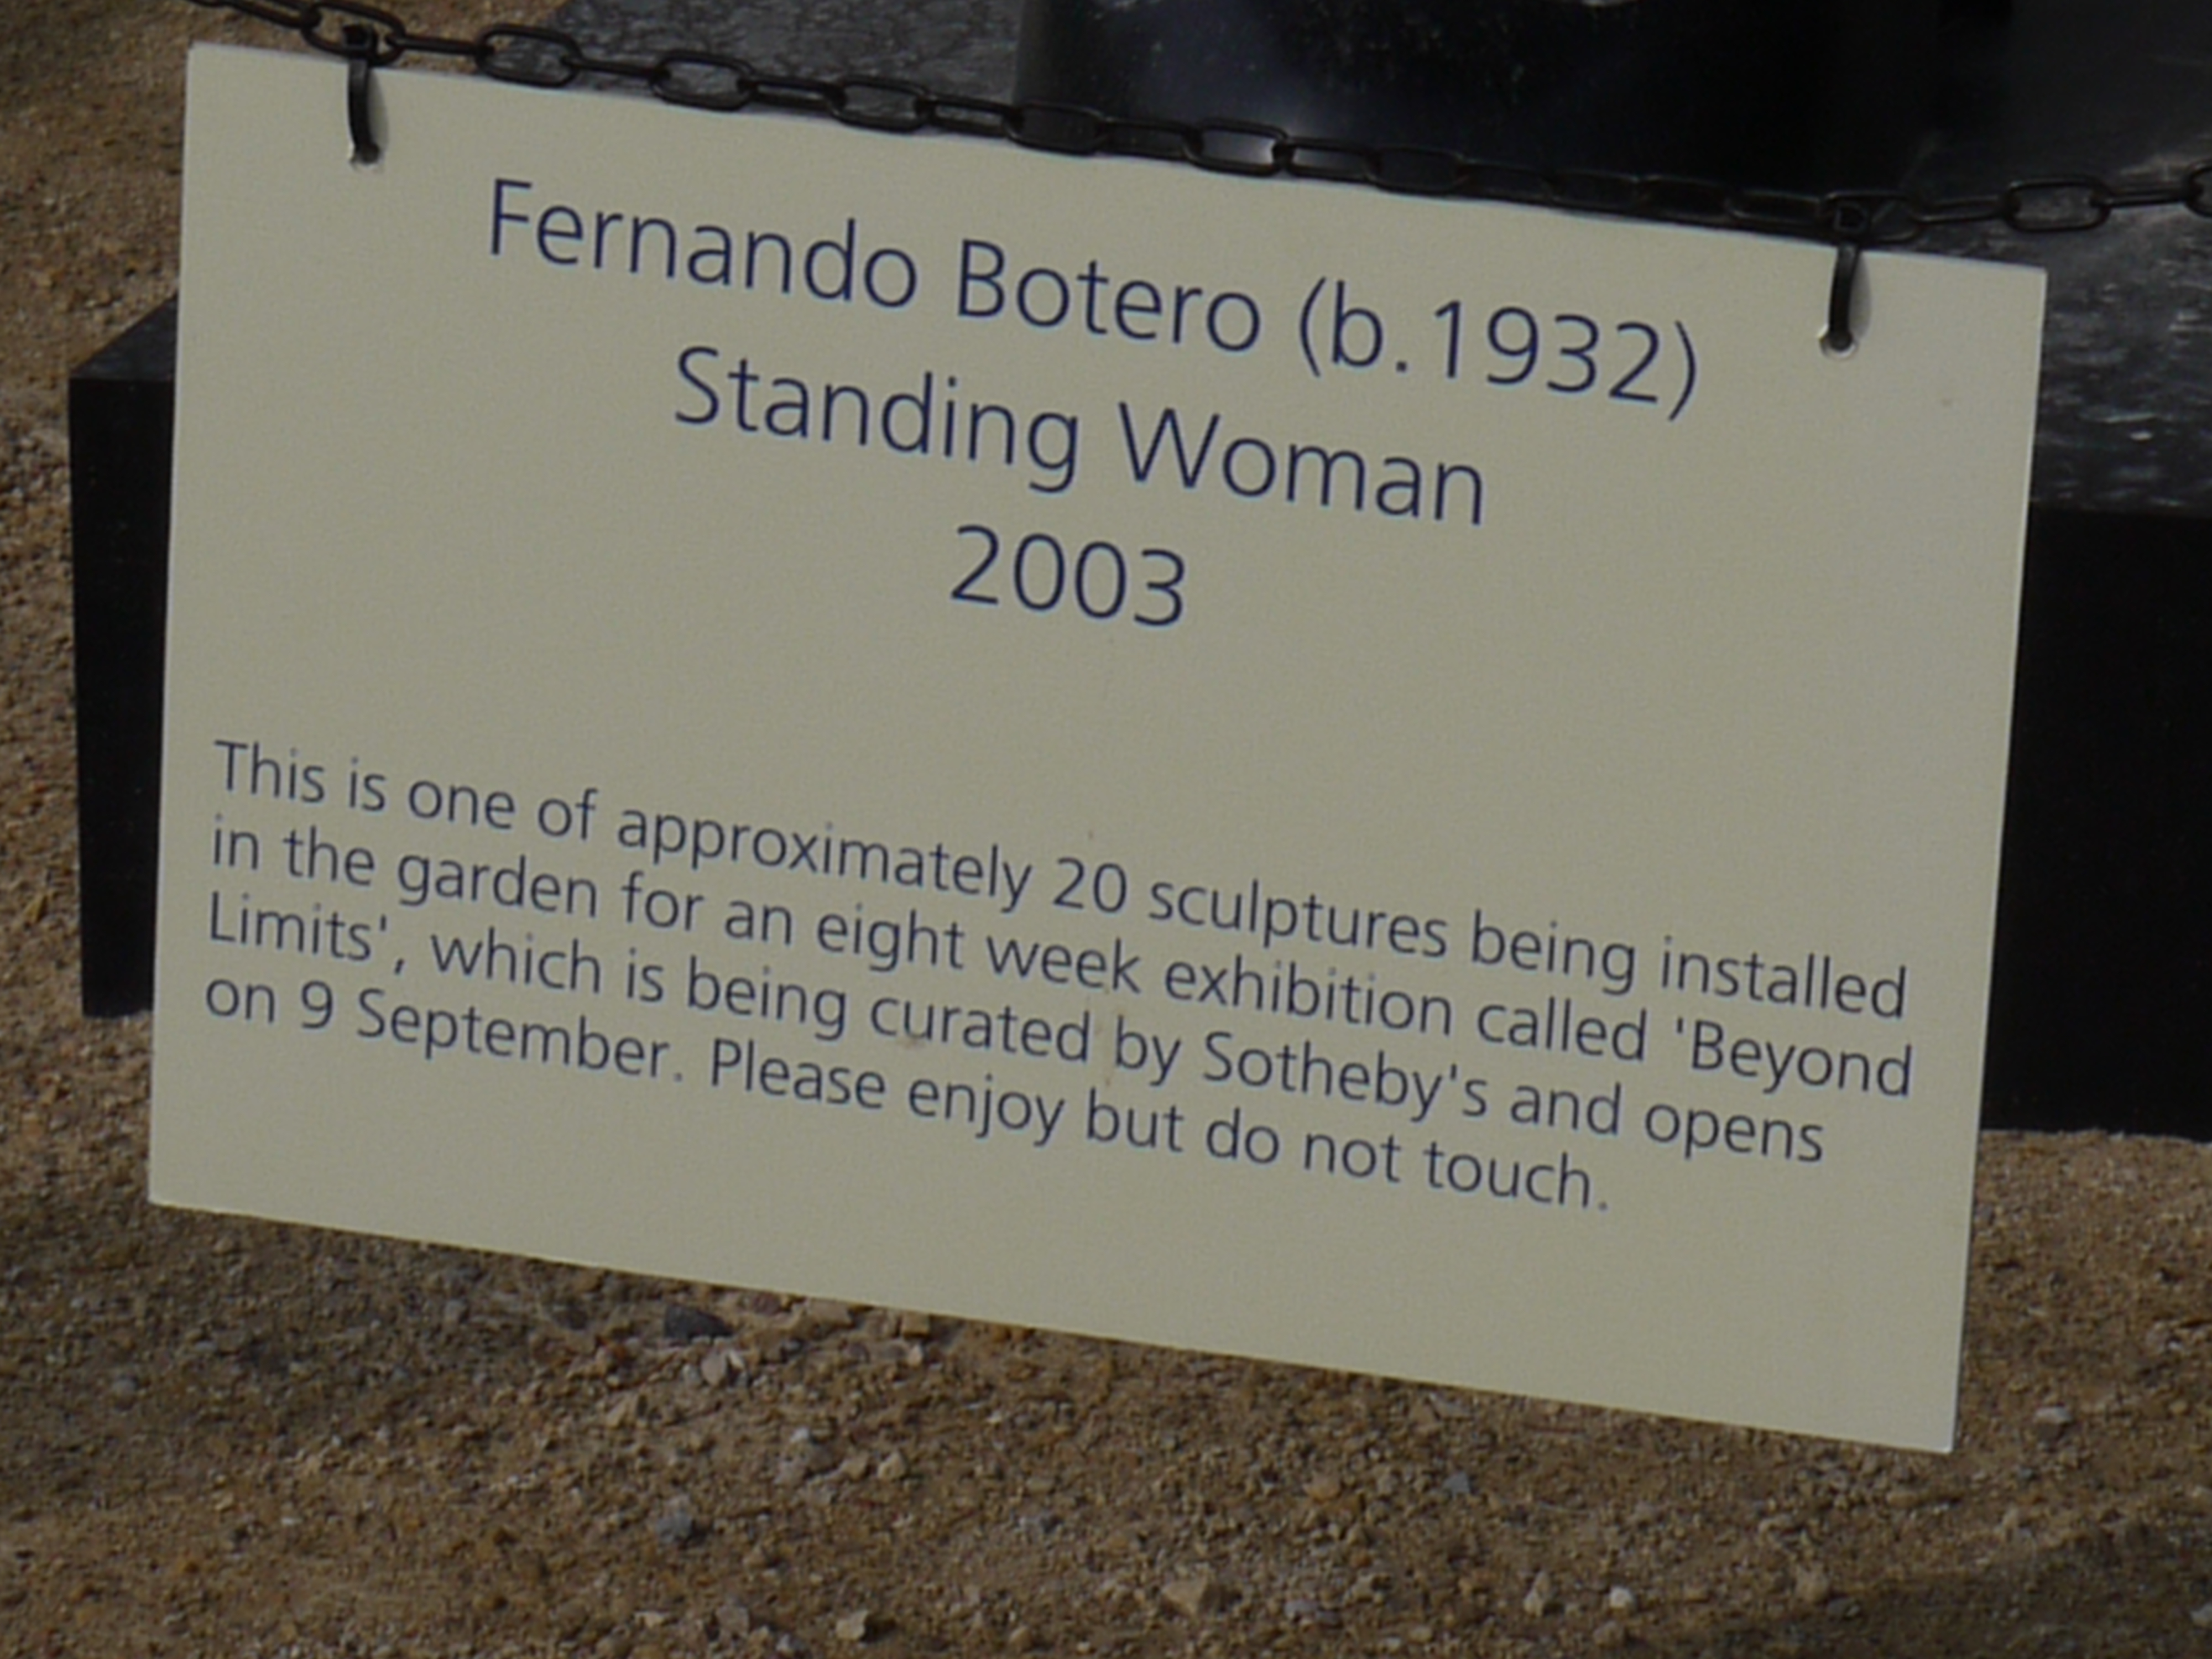 Fernando Botero (b.1932)
Standing Woman
2003
This is one of approximately 20 sculptures being installed
in the garden for an eight week exhibition called 'Beyond
Limits', which is being curated by Sotheby's and opens
on 9 September. Please enjoy but do not touch.